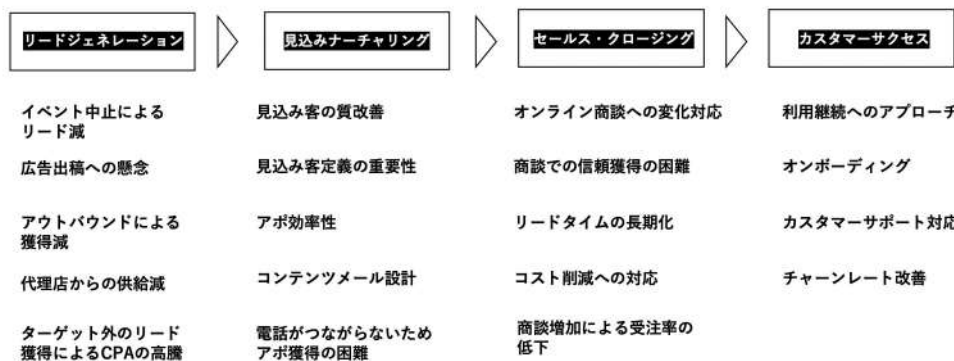 リードジェネレーション
見込みナーチャリング
セールス・クロージング
カスタマーサクセス
イベント中止による
リード減
広告出稿への懸念
アウトバウンドによる
獲得減
代理店からの供給減
ターゲット外のリード
獲得によるCPAの高騰
見込み客の質改善
見込み客定義の重要性
アポ効率性
コンテンツメール設計
電話がつながらないため
アポ獲得の困難
オンライン商談への変化対応
商談での信頼獲得の困難
リードタイムの長期化
コスト削減への対応
商談増加による受注率の
低下
利用継続へのアプローチ
オンボーディング
カスタマーサポート対応
チャーンレート改善